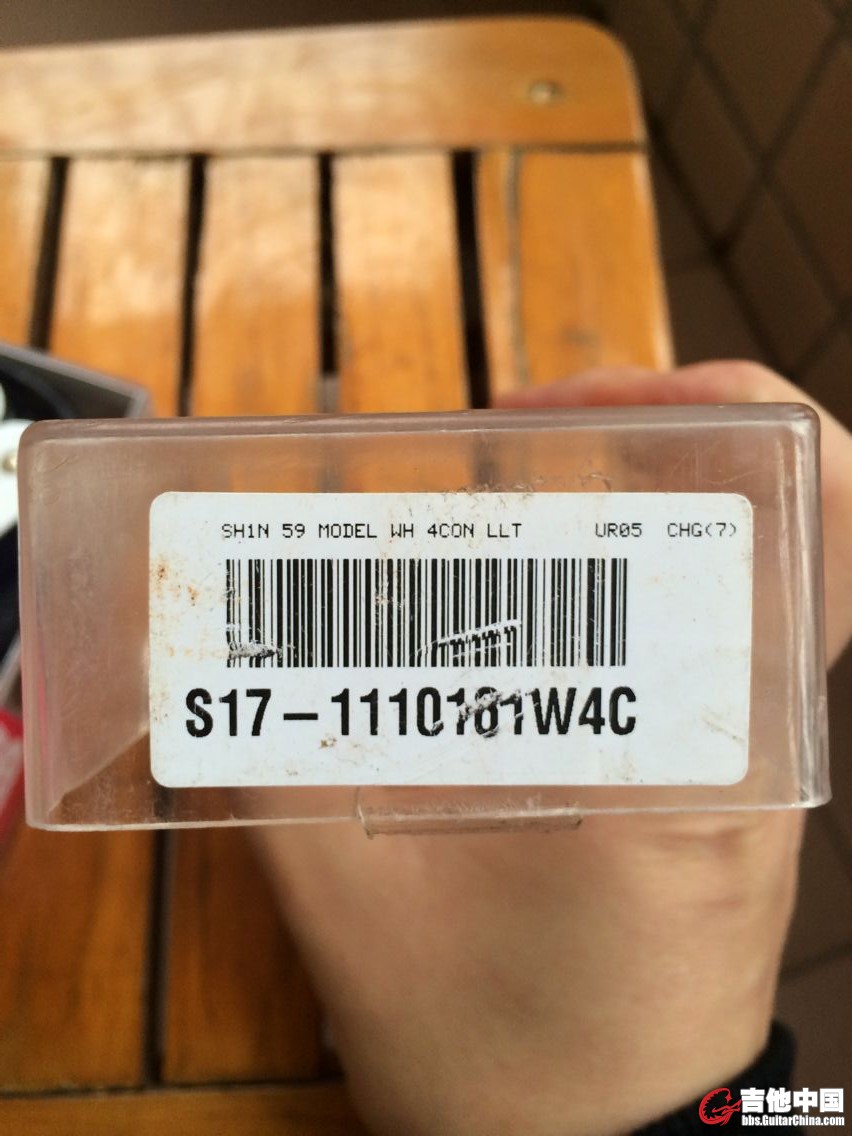 SH1N 59 MODEL WH 4CON LLT UR05 CHG(7)
S17-1110181W4C
吉他中国
bbs.GuitarChina.com